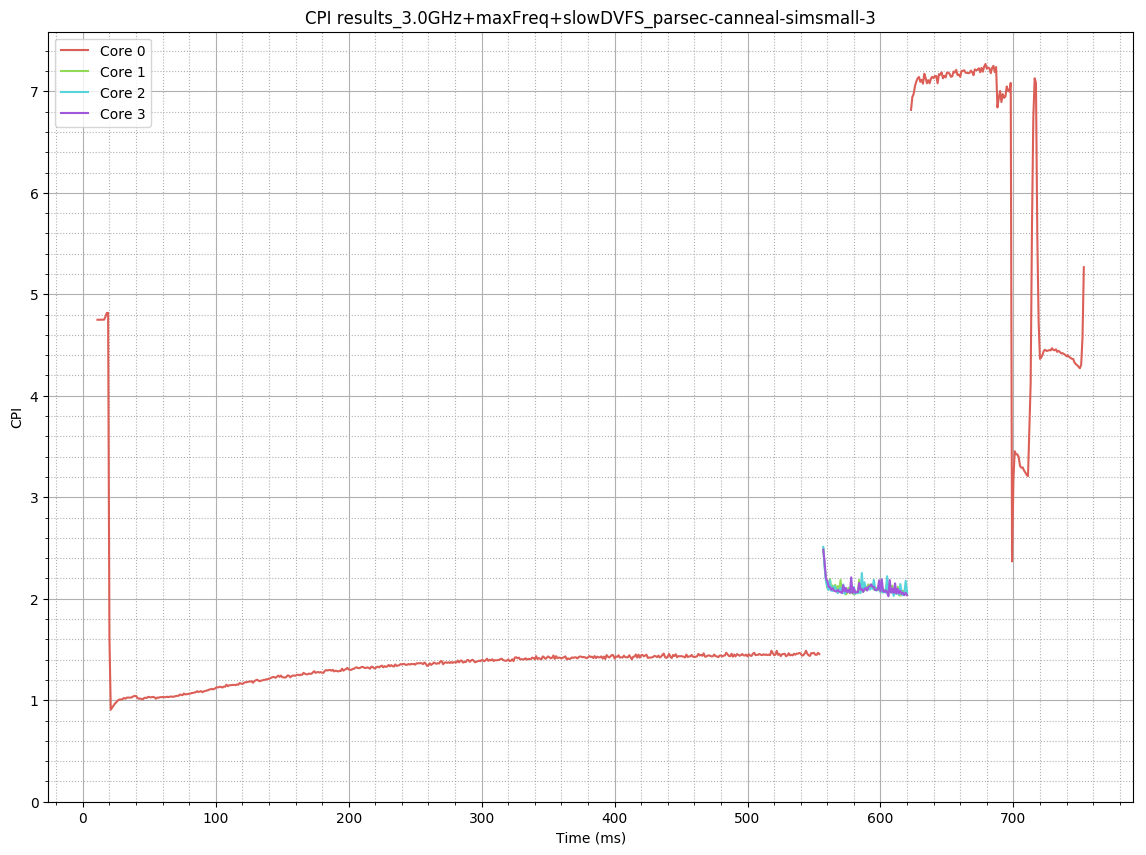 CPI results_3.0GHz+maxFreq+slowDVFS_parsec-canneal-simsmall-3
Core 0
Core 1
Core 2
Core 3
CPI
7
6
5
4
3
2
1
0
0 100 200 300 400 500 600 700
Time (ms)